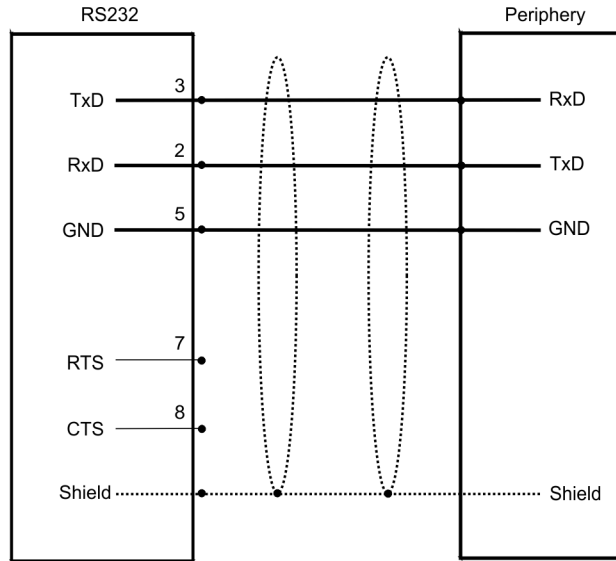 RS232 Periphery
TxD 3 RxD
RxD 2 TxD
GND 5 GND
RTS 7
CTS 8
Shield Shield